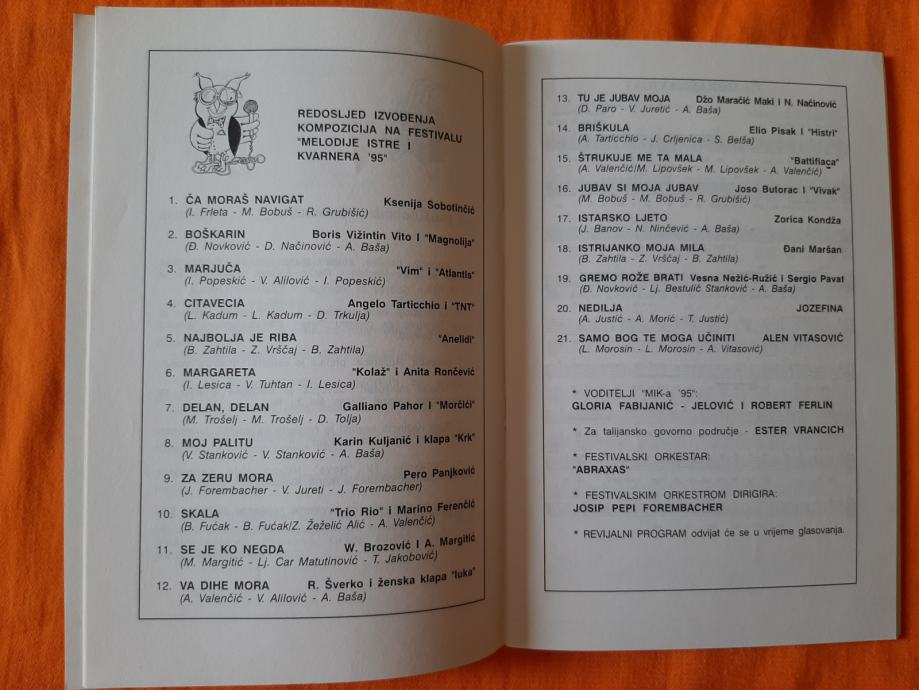 REDOSLJED IZVOĐENJA
KOMPOZICIJA NA FESTIVALU
"MELODIJE ISTRE I
KVARNERA '95"
1. ČA MORAŠ NAVIGAT Ksenija Sobotinčić
(I. Frleta - M. Bobuš - R. Grubišić)
2. BOŠKARIN Boris Vižintin Vito I "Magnolija"
(Đ. Novković - D. Načinović - A. Baša)
3. MARJUČA "Vim" i "Atlantis"
(I. Popeskić - V. Alilović - I. Popeskić)
4. CITAVECIA Angelo Tarticchio i "TNT"
(L. Kadum - L. Kadum - D. Trkulja)
5. NAJBOLJA JE RIBA "Anelidi"
(B. Zahtila - Z. Vrščaj - B. Zahtila)
6. MARGARETA "Kolaž" i Anita Rončević
(I. Lesica - V. Tuhtan - I. Lesica)
7. DELAN, DELAN Galliano Pahor I "Morčići"
(M. Trošelj - M. Trošelj - D. Tolja)
8. MOJ PALITU Karin Kuljanić i klapa "Krk"
(V. Stanković - V. Stanković - A. Baša)
9. ZA ZERU MORA Pero Panjković
(J. Forembacher - V. Jureti - J. Forembacher)
10. SKALA "Trio Rio" i Marino Ferenčić
(B. Fućak - B. Fućak/Z. Žeželić Alić - A. Valenčić)
11. SE JE KO NEGDA W. Brozović I A. Margitić
(M. Margitić - Lj. Car Matutinović - T. Jakobović)
12. VA DIHE MORA R. Šverko i ženska klapa "Iuka"
(A. Valenčić - V. Alilović - A. Baša)
13. TU JE JUBAV MOJA Džo Maračić Maki i N. Načinović
(D. Paro - V. Juretić - A. Baša)
14. BRIŠKULA Elio Pisak I "Histri"
(A. Tarticchio - J. Crljenica - S. Belša)
15. ŠTRUKUJE ME TA MALA "Battifiaca"
(A. Valenčić/M. Lipovšek - M. Lipovšek - A. Valenčić)
16. JUBAV SI MOJA JUBAV Joso Butorac I "Vivak"
(M. Bobuš - M. Bobuš - R. Grubišić)
17. ISTARSKO LJETO Zorica Kondža
(J. Banov - N. Ninčević - A. Baša)
18. ISTRIJANKO MOJA MILA Đani Maršan
(B. Zahtila - Z. Vrščaj - B. Zahtila)
19. GREMO ROŽE BRATI Vesna Nežić-Ružić i Sergio Pavat
(Đ. Novković - Lj. Bestulić Stanković - A. Baša)
20. NEDILJA JOZEFINA
(A. Justić - A. Morić - T. Justić)
21. SAMO BOG TE MOGA UČINITI ALEN VITASOVIĆ
(L. Morosin - L. Morosin - A. Vitasović)
* VODITELJI "MIK-a '95":
GLORIA FABIJANIĆ - JELOVIĆ I ROBERT FERLIN
* Za talijansko govorno područje - ESTER VRANCICH
* FESTIVALSKI ORKESTAR:
"ABRAXAS"
* FESTIVALSKIM ORKESTROM DIRIGIRA:
JOSIP PEPI FOREMBACHER
* REVIJALNI PROGRAM odvijat će se u vrijeme glasovanja.